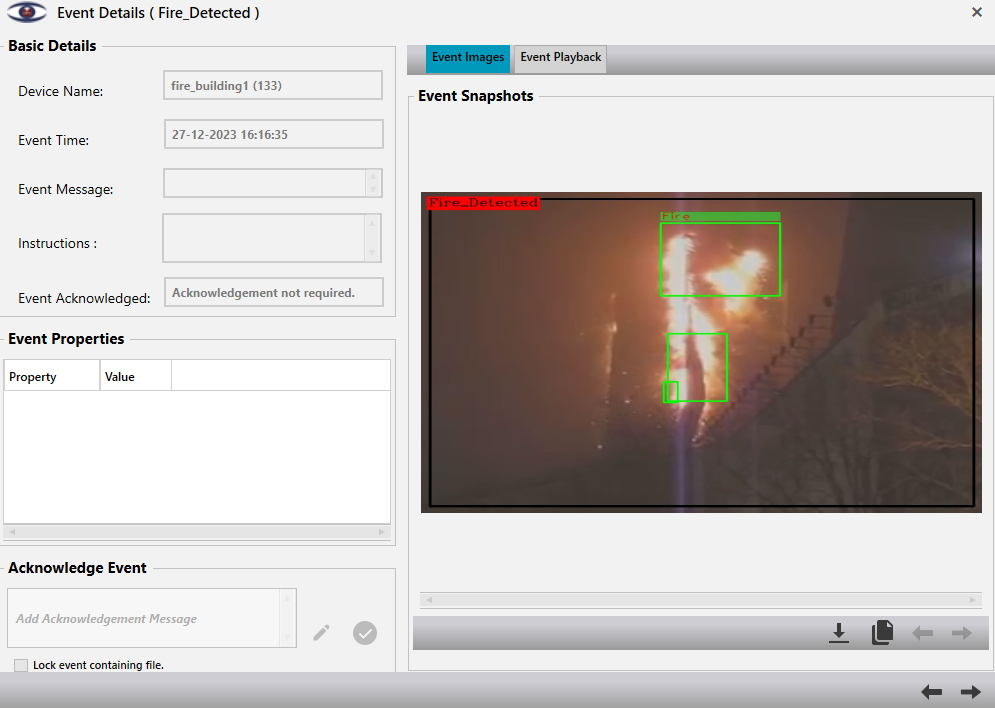 Event Details ( Fire_Detected )
Basic Details
Device Name:
fire_building1 (133)
Event Time:
27-12-2023 16:16:35
Event Message:
Instructions :
Event Acknowledged:
Acknowledgement not required.
Event Properties
Property
Value
Acknowledge Event
Add Acknowledgement Message
Lock event containing file.
Event Images
Event Playback
Event Snapshots
Fire_Detected
Fire